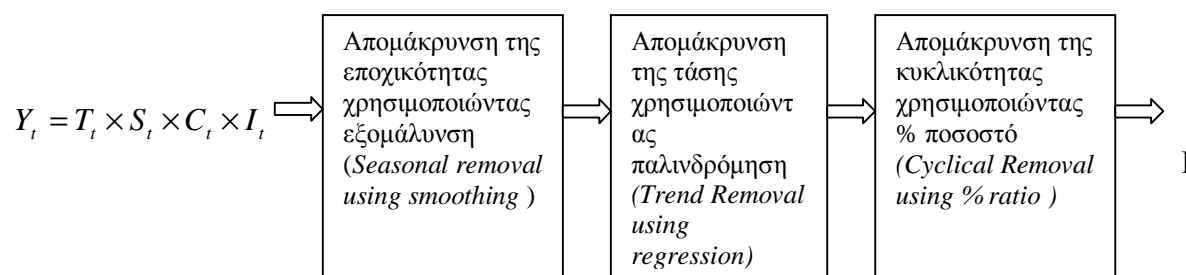 Y_t = T_t × S_t × C_t × I_t
Απομάκρυνση της
εποχικότητας
χρησιμοποιώντας
εξομάλυνση
(Seasonal removal
using smoothing )
Απομάκρυνση
της τάσης
χρησιμοποιώντ
ας
παλινδρόμηση
(Trend Removal
using
regression)
Απομάκρυνση της
κυκλικότητας
χρησιμοποιώντας
% ποσοστό
(Cyclical Removal
using % ratio )